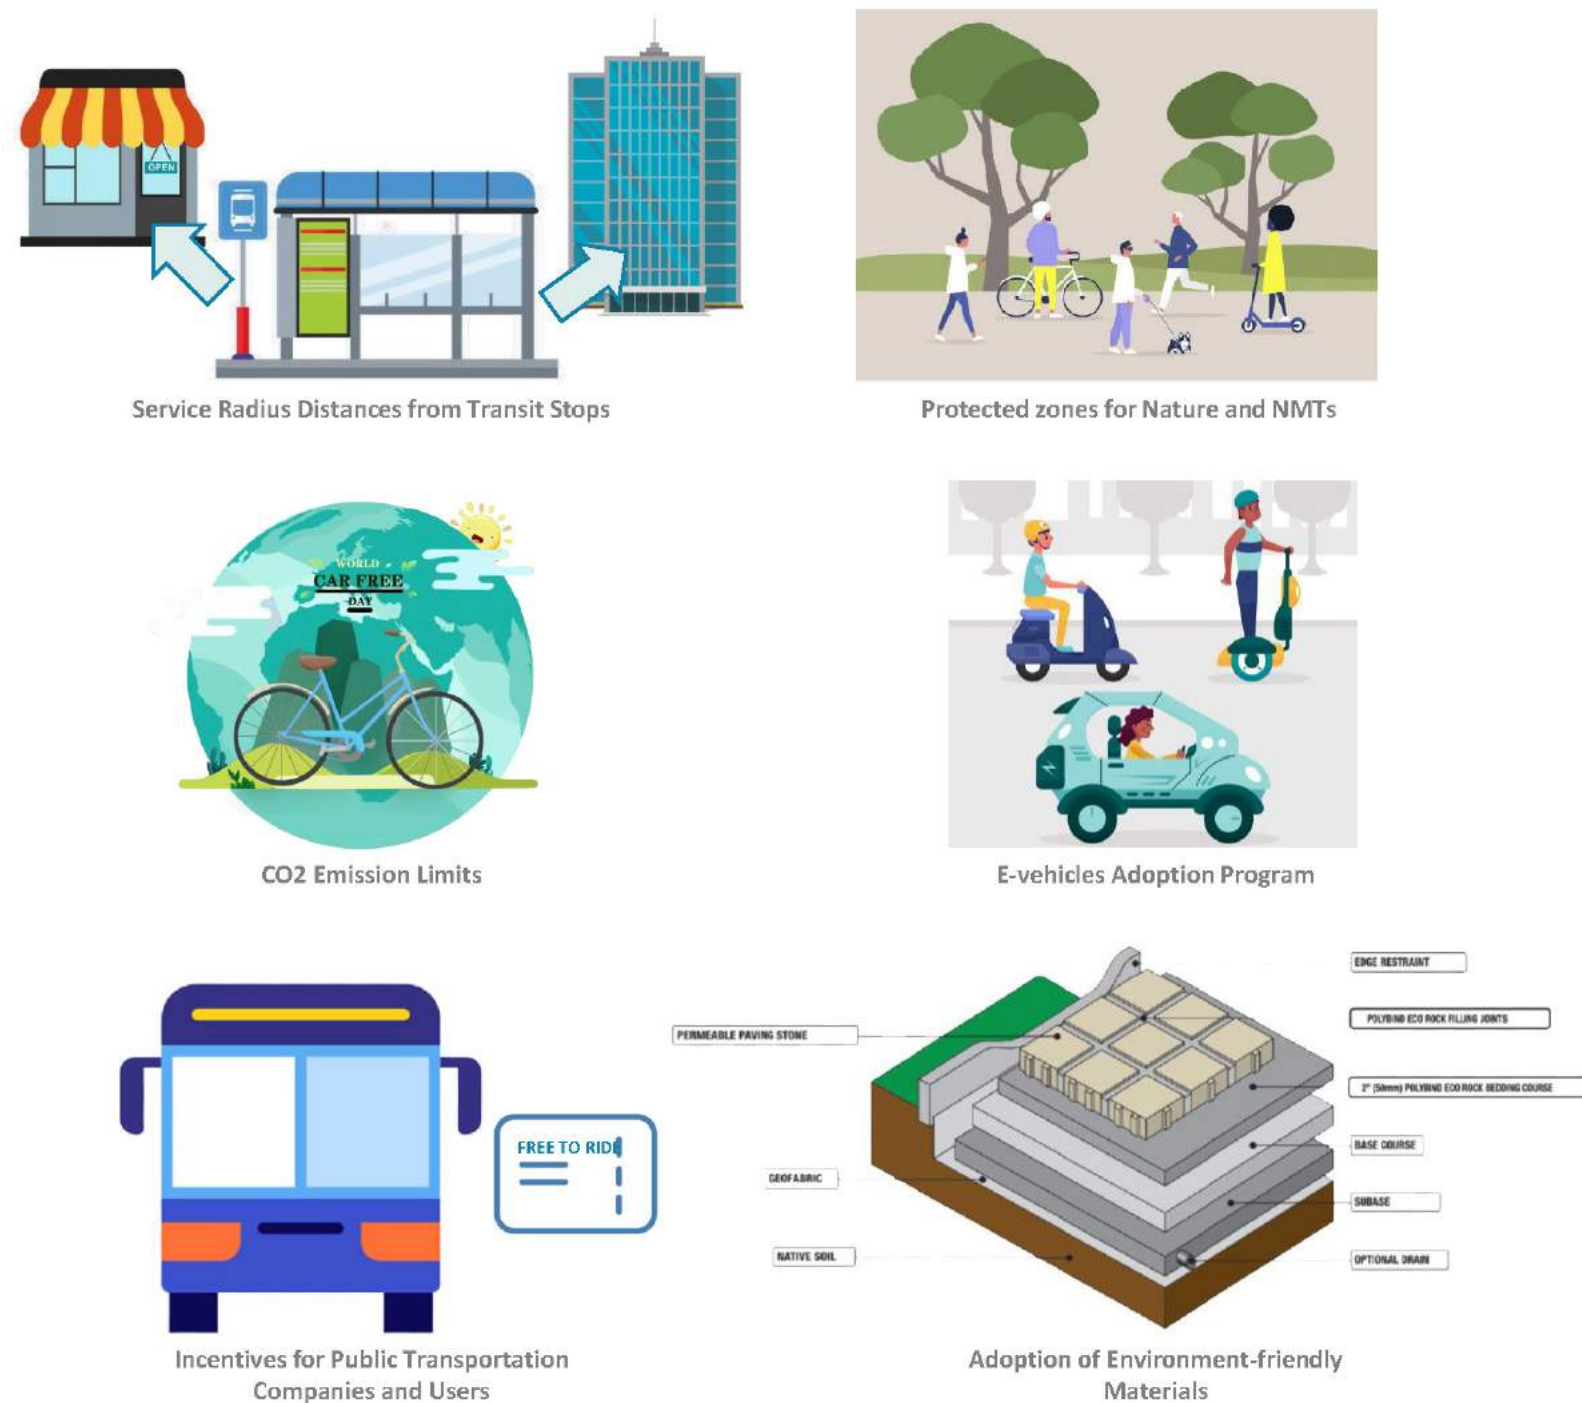 OPEN
Service Radius Distances from Transit Stops
Protected zones for Nature and NMTs
WORLD
CAR FREE
DAY
CO2 Emission Limits
E-vehicles Adoption Program
FREE TO RIDE
Incentives for Public Transportation
Companies and Users
EDGE RESTRAINT
POLYBIND ECO ROCK FILLING JOINTS
PERMEABLE PAVING STONE
2" (50mm) POLYBIND ECO ROCK BEDDING COURSE
BASE COURSE
GEOFABRIC
SUBASE
NATIVE SOIL
OPTIONAL DRAIN
Adoption of Environment-friendly
Materials